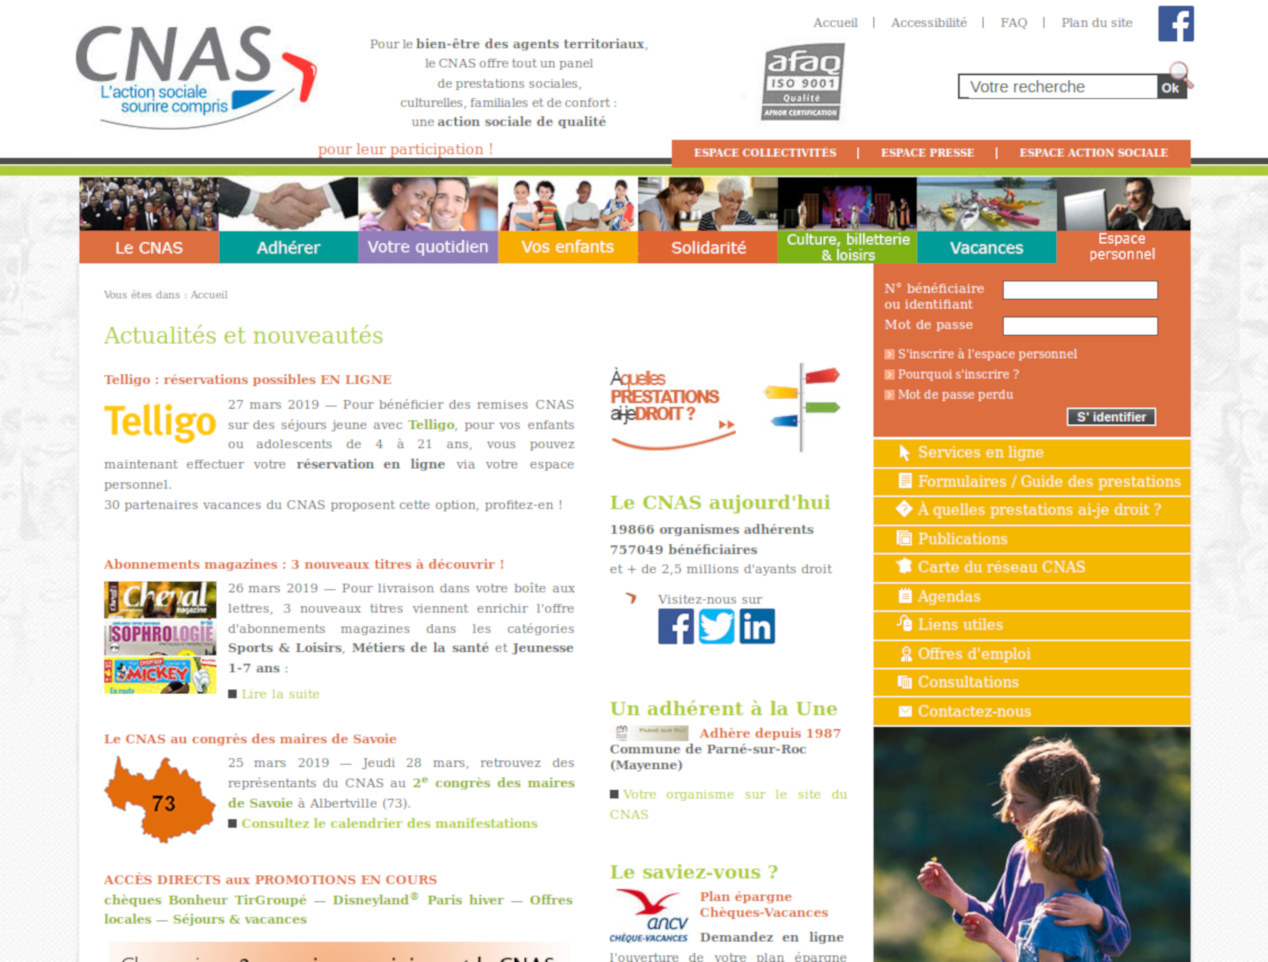 Accueil | Accessibilité | FAQ | Plan du site
CNAS
L'action sociale
sourire compris
Pour le bien-être des agents territoriaux,
le CNAS offre tout un panel
de prestations sociales,
culturelles, familiales et de confort :
une action sociale de qualité
pour leur participation !
afaq
ISO 9001
Qualité
AFNOR CERTIFICATION
Votre recherche
Ok
ESPACE COLLECTIVITÉS | ESPACE PRESSE | ESPACE ACTION SOCIALE
Le CNAS
Adhérer
Votre quotidien
Vos enfants
Solidarité
Culture, billetterie
& loisirs
Vacances
Espace
personnel
Vous êtes dans : Accueil
Actualités et nouveautés
Telligo : réservations possibles EN LIGNE
Telligo
27 mars 2019 — Pour bénéficier des remises CNAS
sur des séjours jeune avec Telligo, pour vos enfants
ou adolescents de 4 à 21 ans, vous pouvez
maintenant effectuer votre réservation en ligne via votre espace
personnel.
30 partenaires vacances du CNAS proposent cette option, profitez-en !
Abonnements magazines : 3 nouveaux titres à découvrir !
Cheval
magazine
SOPHROLOGIE
MICKEY
26 mars 2019 — Pour livraison dans votre boîte aux
lettres, 3 nouveaux titres viennent enrichir l'offre
d'abonnements magazines dans les catégories
Sports & Loisirs, Métiers de la santé et Jeunesse
1-7 ans :
Lire la suite
Le CNAS au congrès des maires de Savoie
73
25 mars 2019 — Jeudi 28 mars, retrouvez des
représentants du CNAS au 2e congrès des maires
de Savoie à Albertville (73).
Consultez le calendrier des manifestations
ACCÈS DIRECTS aux PROMOTIONS EN COURS
chèques Bonheur TirGroupé — Disneyland® Paris hiver — Offres
locales — Séjours & vacances
À quelles
PRESTATIONS
ai-je DROIT ?
Le CNAS aujourd'hui
19866 organismes adhérents
757049 bénéficiaires
et + de 2,5 millions d'ayants droit
Visitez-nous sur
Un adhérent à la Une
PARNÉ SUR ROC
Adhère depuis 1987
Commune de Parné-sur-Roc
(Mayenne)
Votre organisme sur le site du
CNAS
Le saviez-vous ?
ancv
CHÈQUE-VACANCES
Plan épargne
Chèques-Vacances
Demandez en ligne
l'ouverture de votre plan épargne
N° bénéficiaire
ou identifiant
Mot de passe
S'inscrire à l'espace personnel
Pourquoi s'inscrire ?
Mot de passe perdu
S' identifier
Services en ligne
Formulaires / Guide des prestations
À quelles prestations ai-je droit ?
Publications
Carte du réseau CNAS
Agendas
Liens utiles
Offres d'emploi
Consultations
Contactez-nous